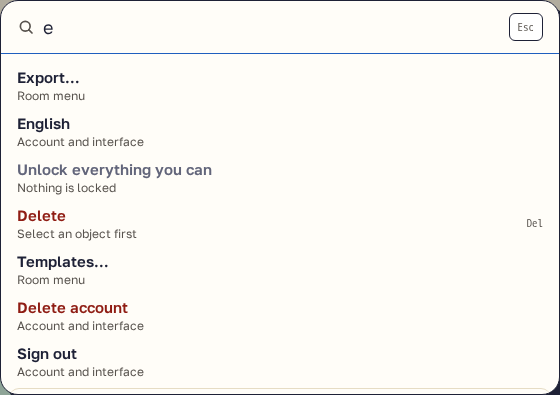 e
Esc
Export...
Room menu
English
Account and interface
Unlock everything you can
Nothing is locked
Delete
Select an object first
Del
Templates...
Room menu
Delete account
Account and interface
Sign out
Account and interface